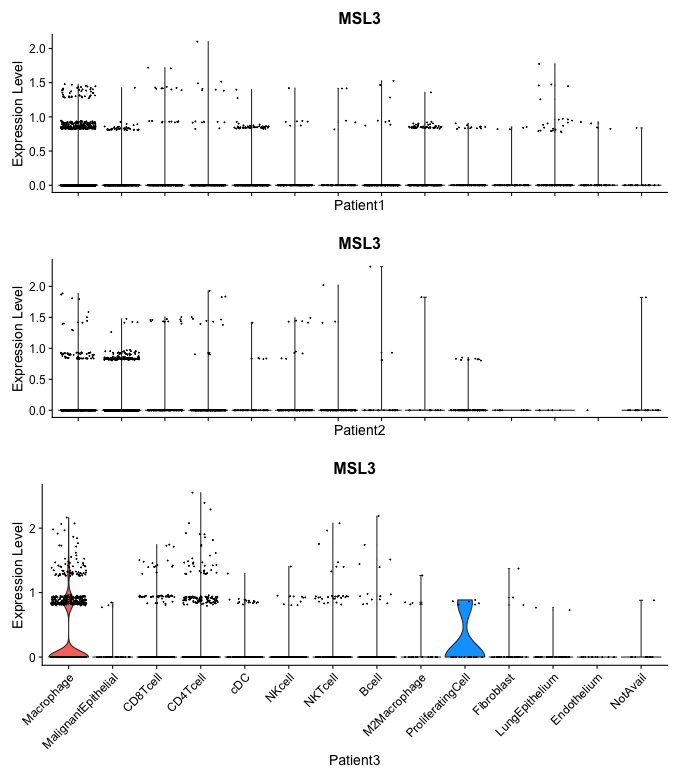 MSL3
Expression Level
2.0
1.5
1.0
0.5
0.0
Patient1
MSL3
Expression Level
2.0
1.5
1.0
0.5
0.0
Patient2
MSL3
Expression Level
2
1
0
Macrophage
MalignantEpithelial
CD8Tcell
CD4Tcell
cDC
NKcell
NKTcell
Bcell
M2Macrophage
ProliferatingCell
Fibroblast
LungEpithelium
Endothelium
NotAvail
Patient3